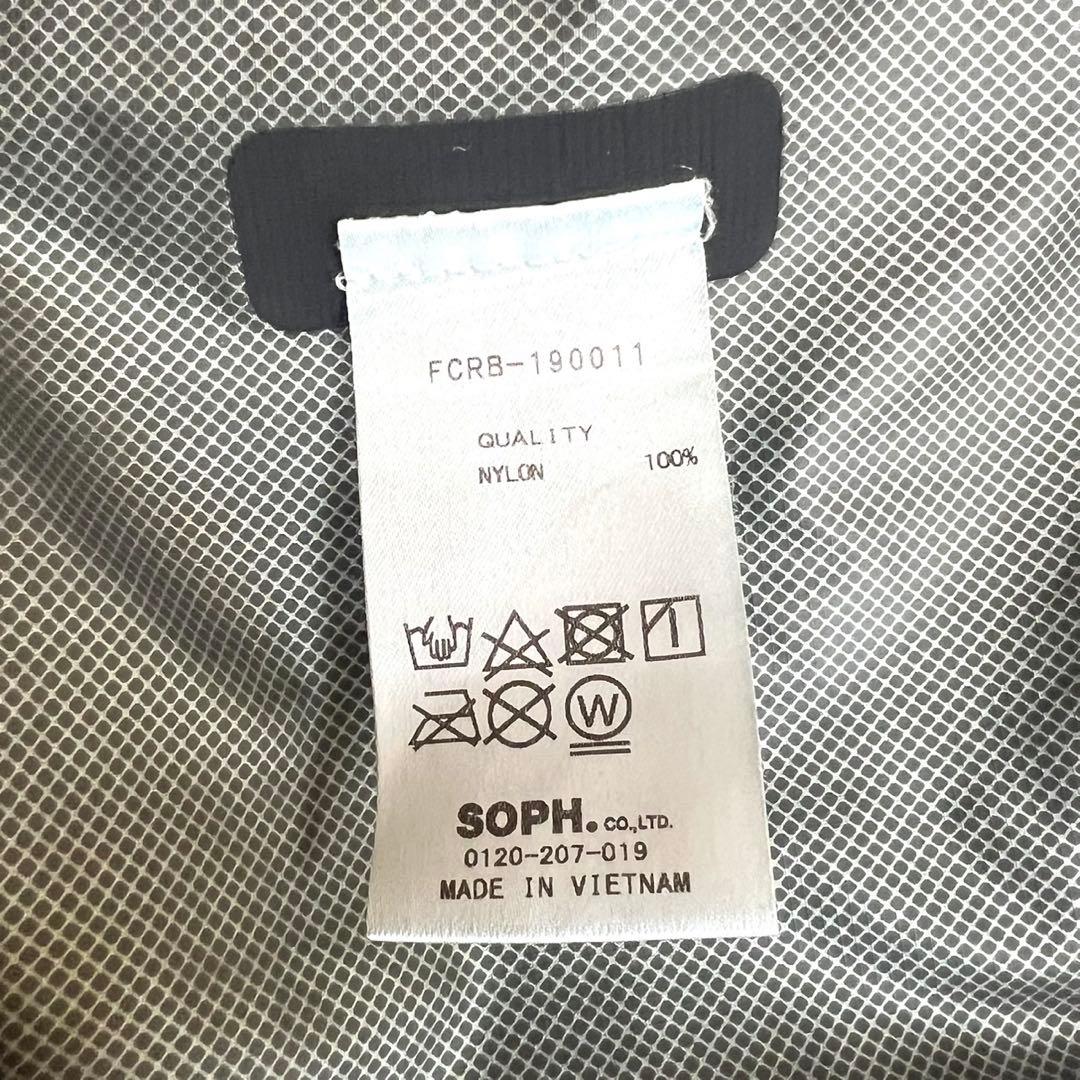 FCRB-190011
QUALITY
NYLON 100%
W
SOPH. CO.,LTD.
0120-207-019
MADE IN VIETNAM